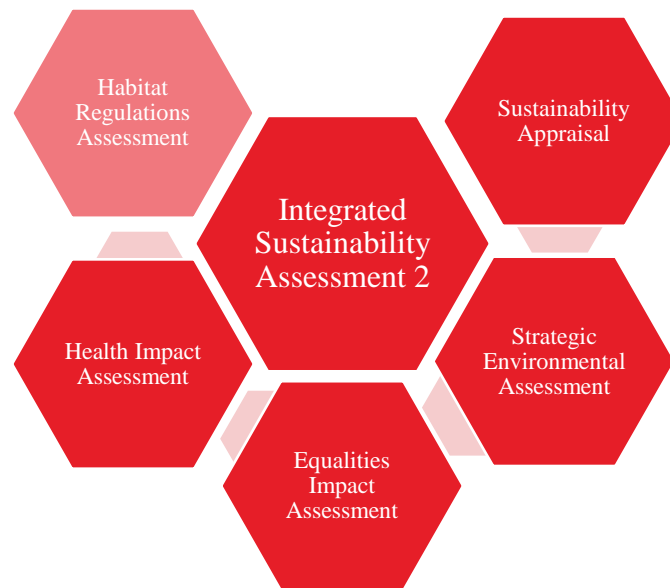 Habitat
Regulations
Assessment
Sustainability
Appraisal
Integrated
Sustainability
Assessment 2
Health Impact
Assessment
Strategic
Environmental
Assessment
Equalities
Impact
Assessment